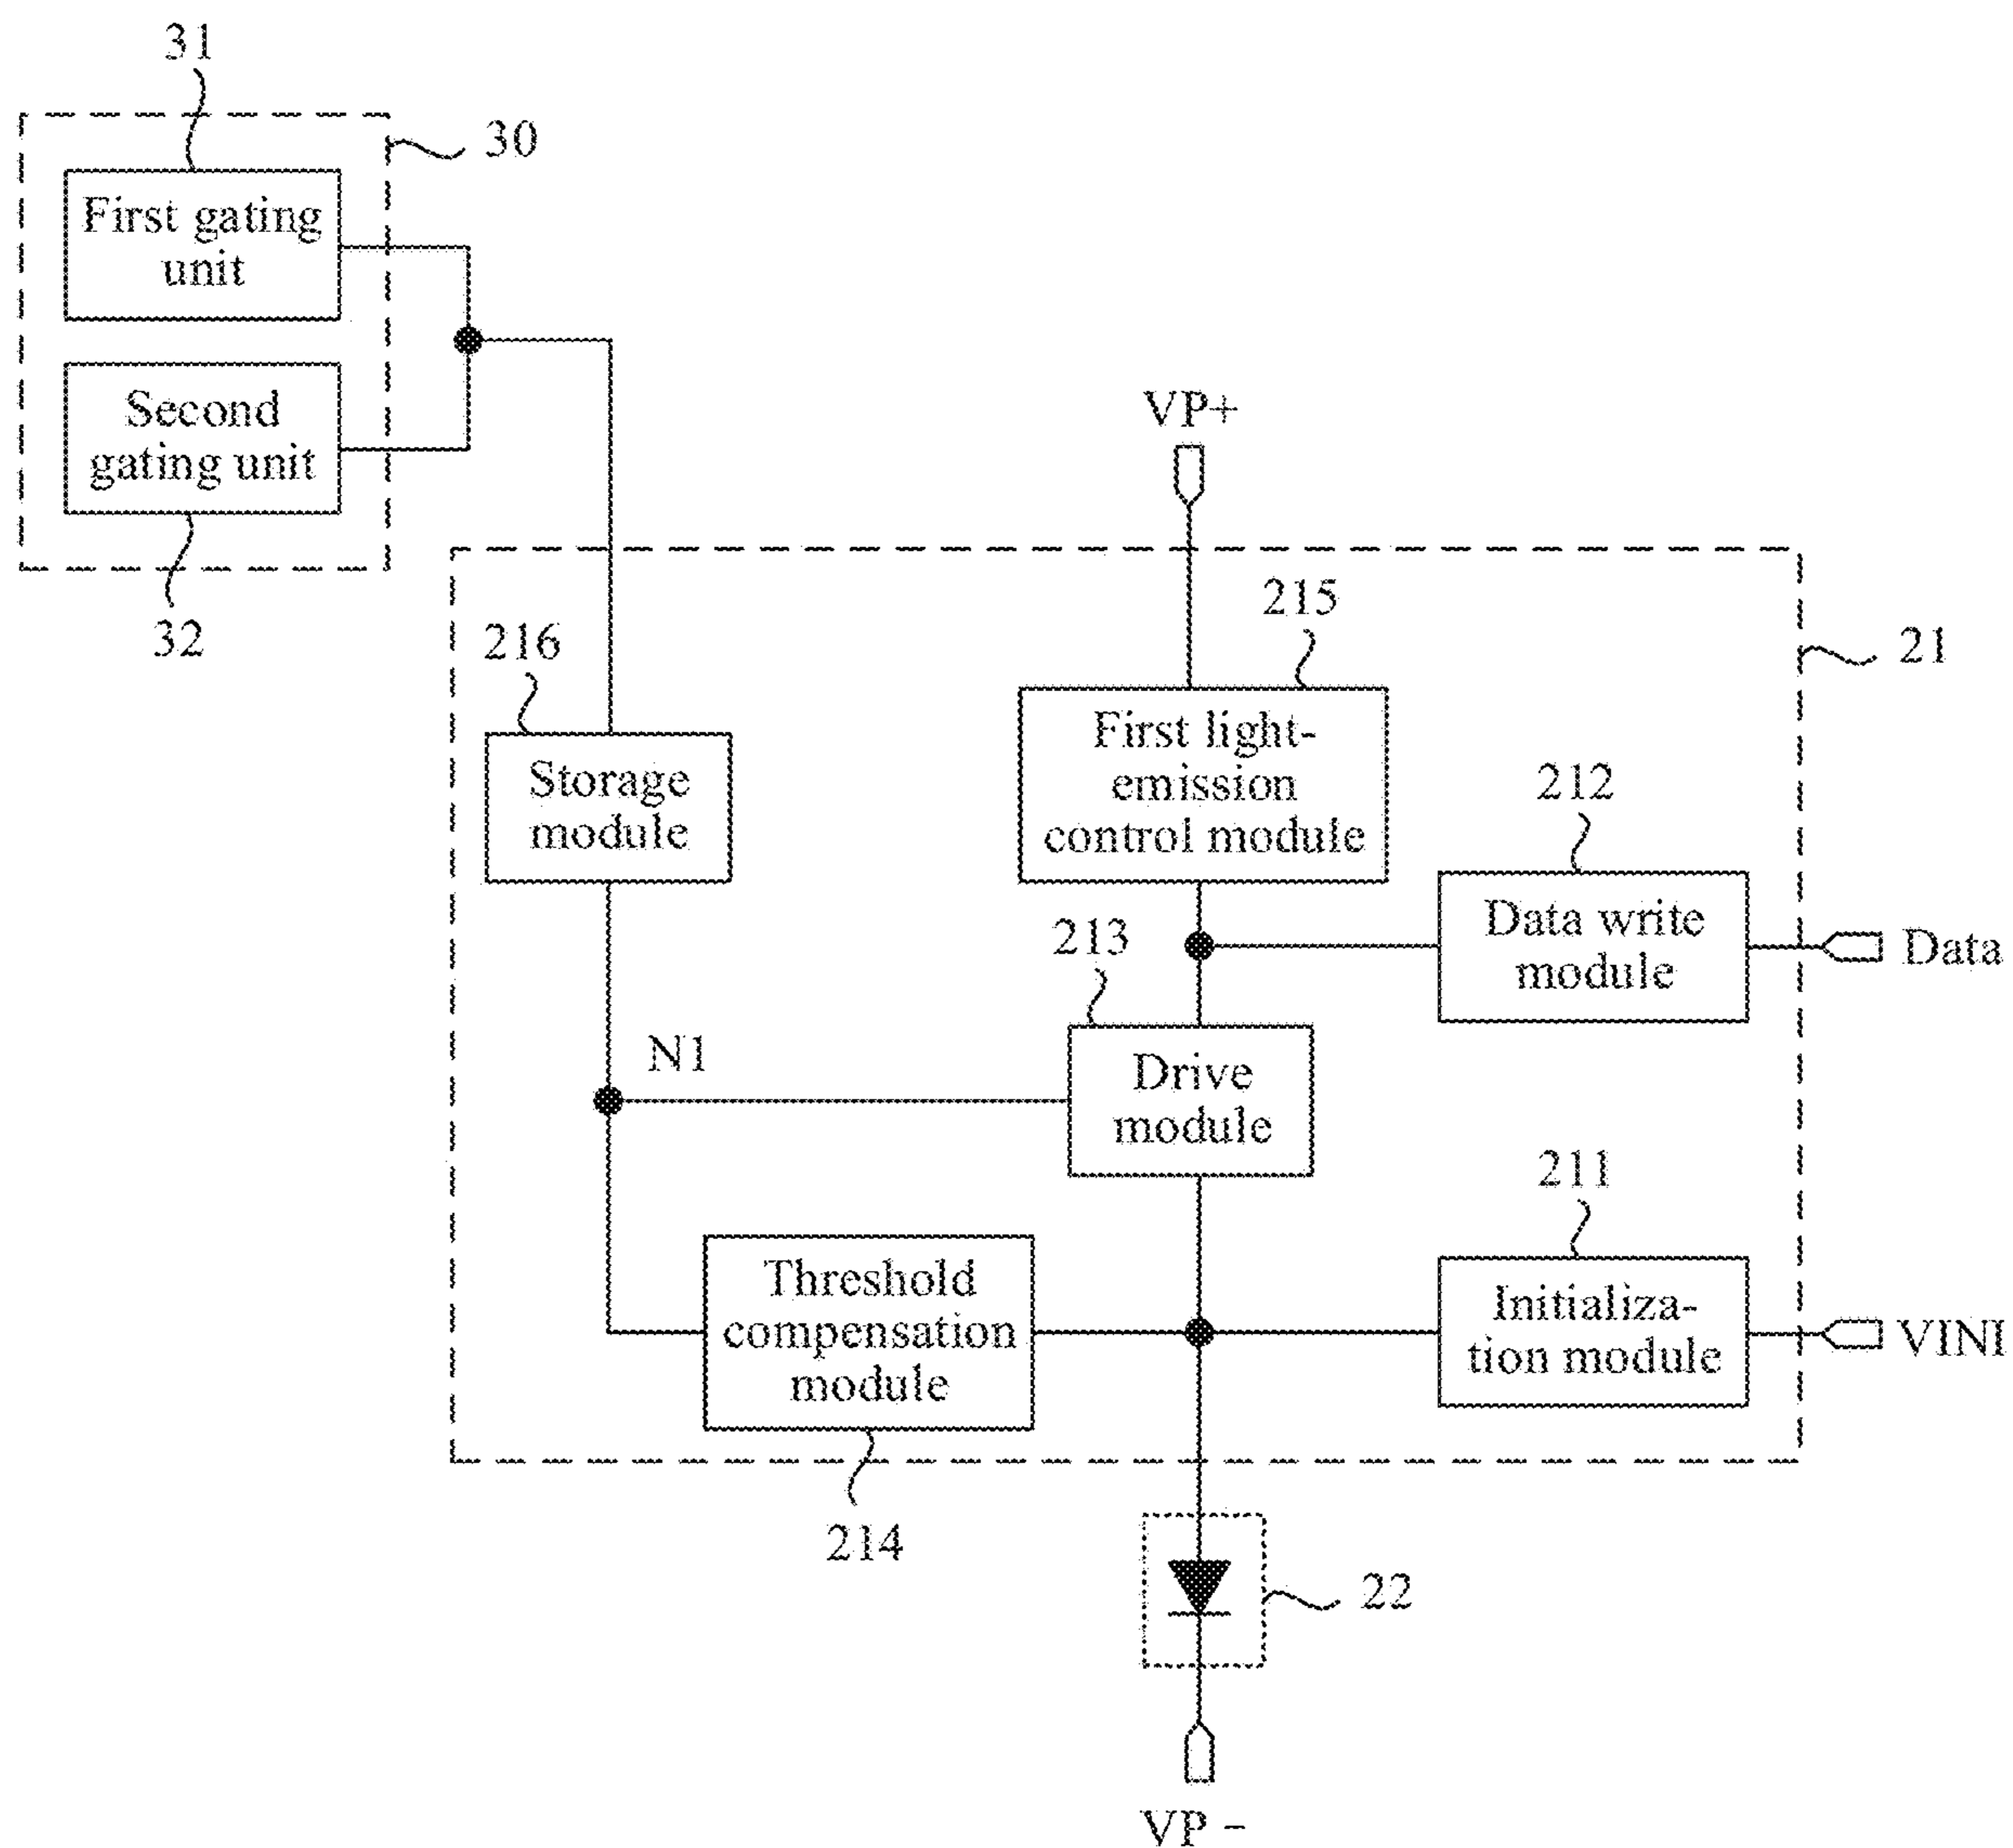 31
30
First gating
unit
Second
gating unit
32
VP+
215
216
21
First light-
emission
control module
Storage
module
212
213
Data write
module
Data
N1
Drive
module
211
Threshold
compensation
module
Initializa-
tion module
VINI
214
22
VP -